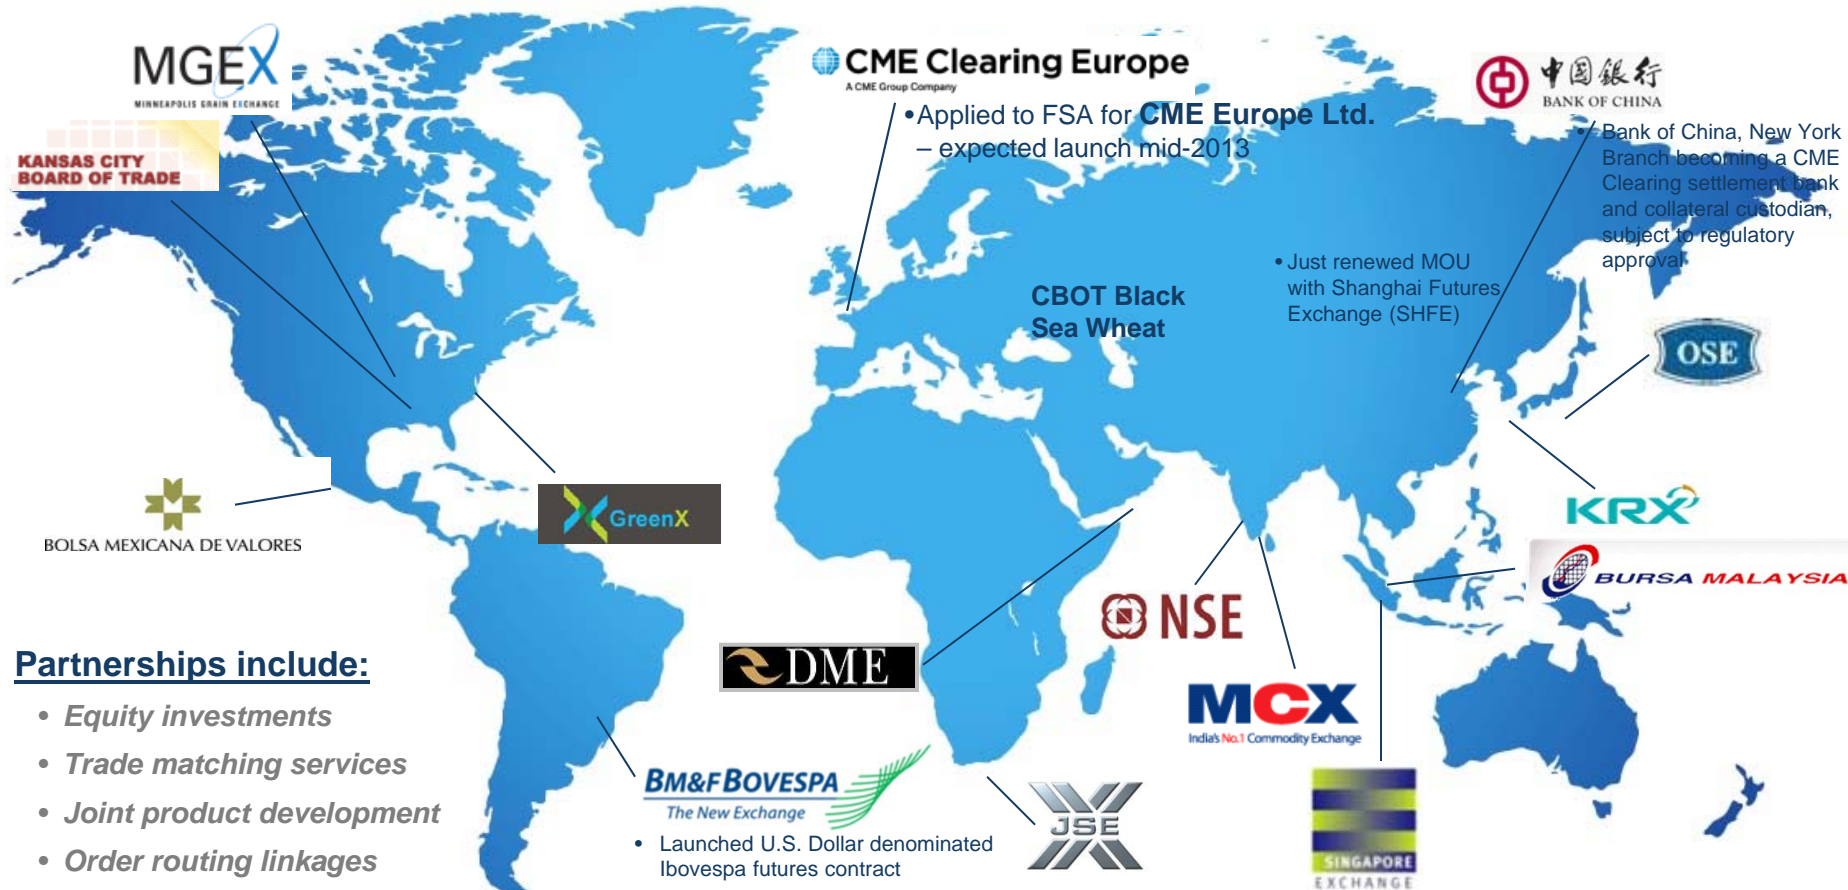 MGEX
MINNEAPOLIS GRAIN EXCHANGE
KANSAS CITY
BOARD OF TRADE
CME Clearing Europe
A CME Group Company
•Applied to FSA for CME Europe Ltd.
– expected launch mid-2013
中国銀行
BANK OF CHINA
• Bank of China, New York
Branch becoming a CME
Clearing settlement bank
and collateral custodian,
subject to regulatory
approval
• Just renewed MOU
with Shanghai Futures
Exchange (SHFE)
CBOT Black
Sea Wheat
OSE
KRX
BURSA MALAYSIA
BOLSA MEXICANA DE VALORES
GreenX
NSE
DME
MCX
India's No.1 Commodity Exchange
Partnerships include:
• Equity investments
• Trade matching services
• Joint product development
• Order routing linkages
BM&FBOVESPA
The New Exchange
• Launched U.S. Dollar denominated
Ibovespa futures contract
JSE
SINGAPORE
EXCHANGE